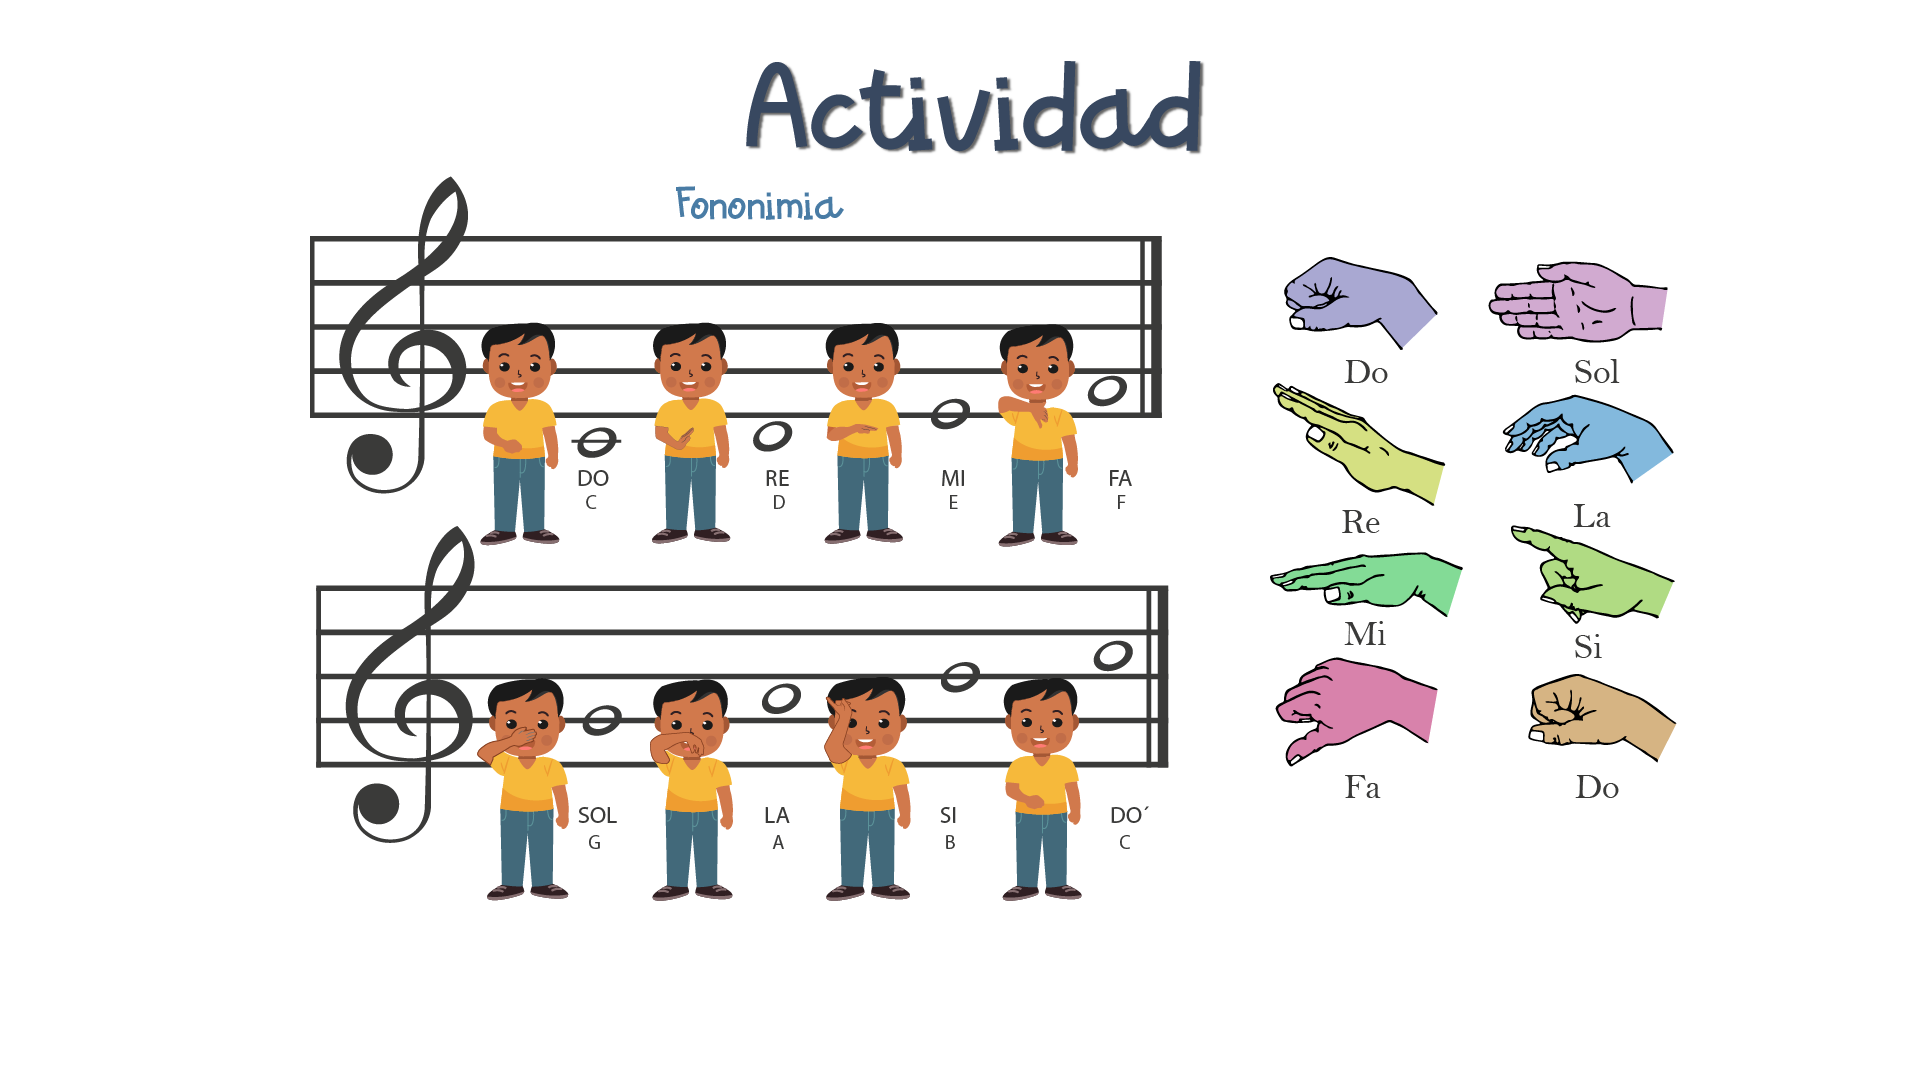 Actividad
Fononimia
DO RE MI FA
C D E F
SOL LA SI DO´
G A B C
Do Sol
Re La
Mi Si
Fa Do